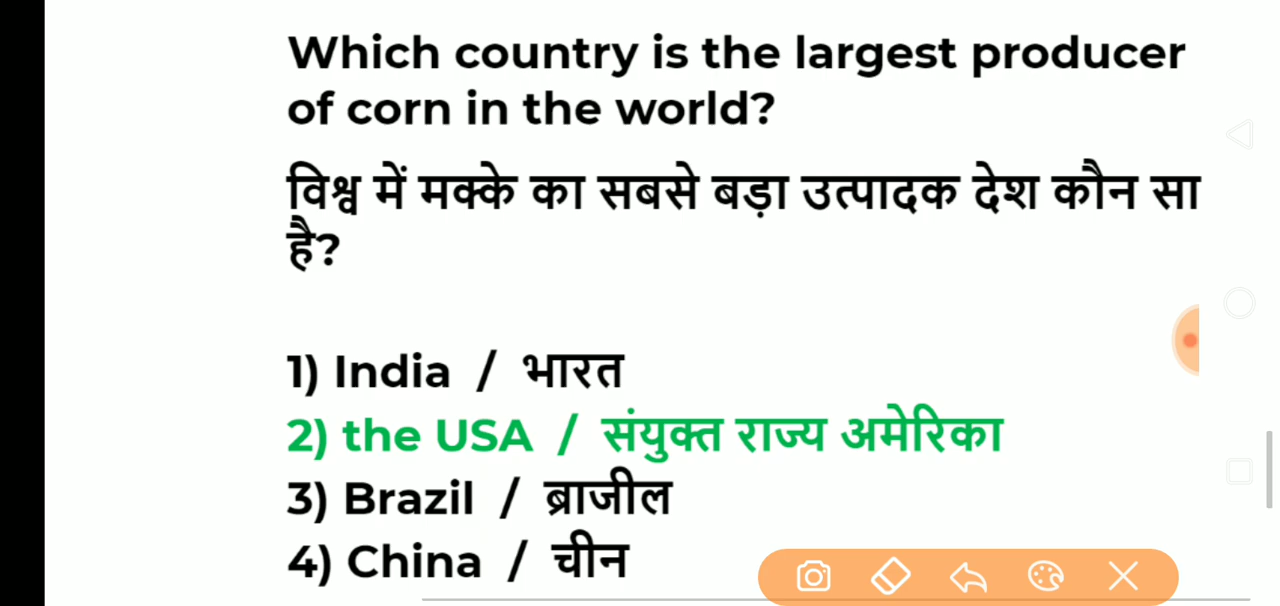 Which country is the largest producer
of corn in the world?
विश्व में मक्के का सबसे बड़ा उत्पादक देश कौन सा
है?
1) India / भारत
2) the USA / संयुक्त राज्य अमेरिका
3) Brazil / ब्राजील
4) China / चीन